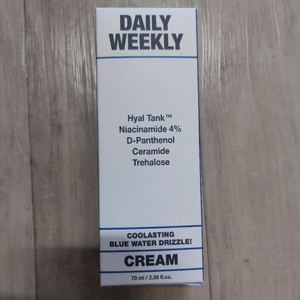 DAILY
WEEKLY
Hyal Tank™
Niacinamide 4%
D-Panthenol
Ceramide
Trehalose
COOLASTING
BLUE WATER DRIZZLE!
CREAM
70 ml / 2.36 fl.oz.